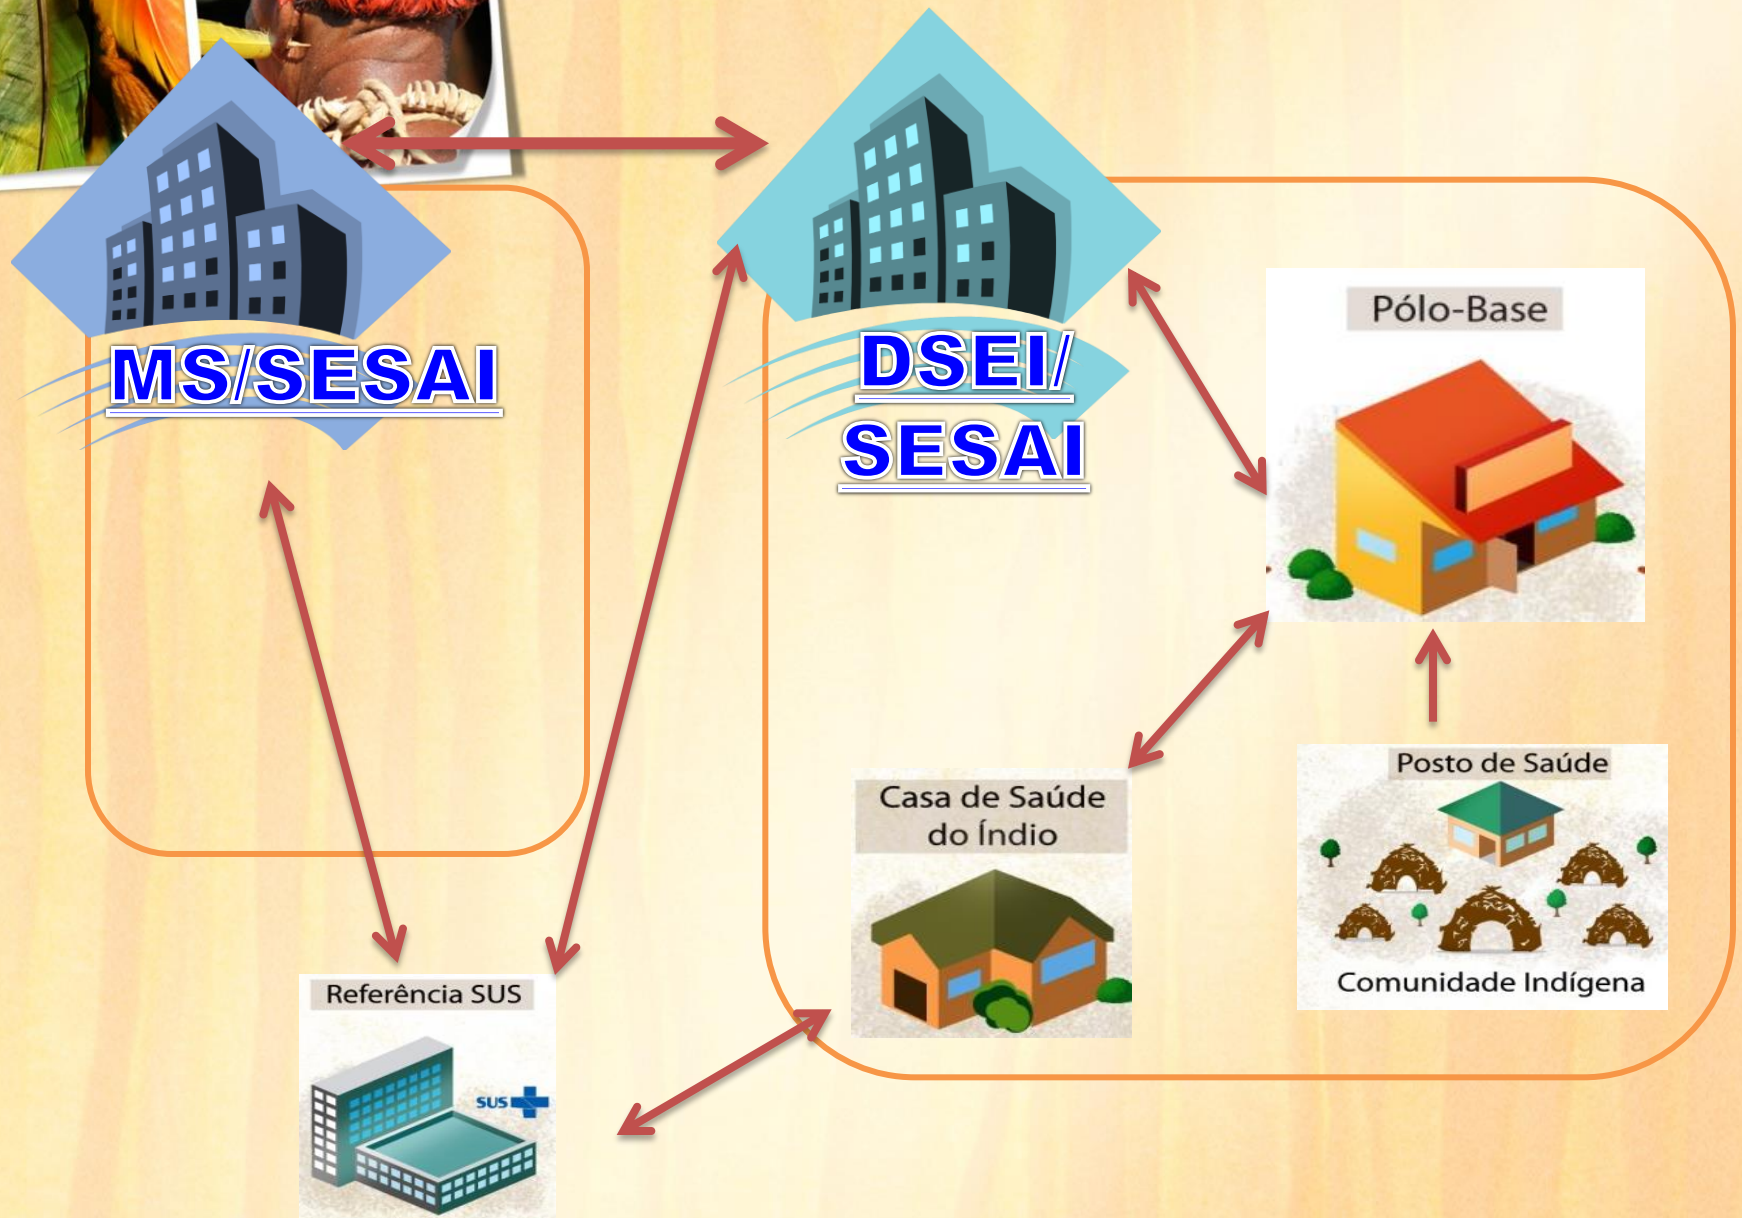 MS/SESAI
DSEI/
SESAI
Pólo-Base
Casa de Saúde
do Índio
Posto de Saúde
Comunidade Indígena
Referência SUS
SUS